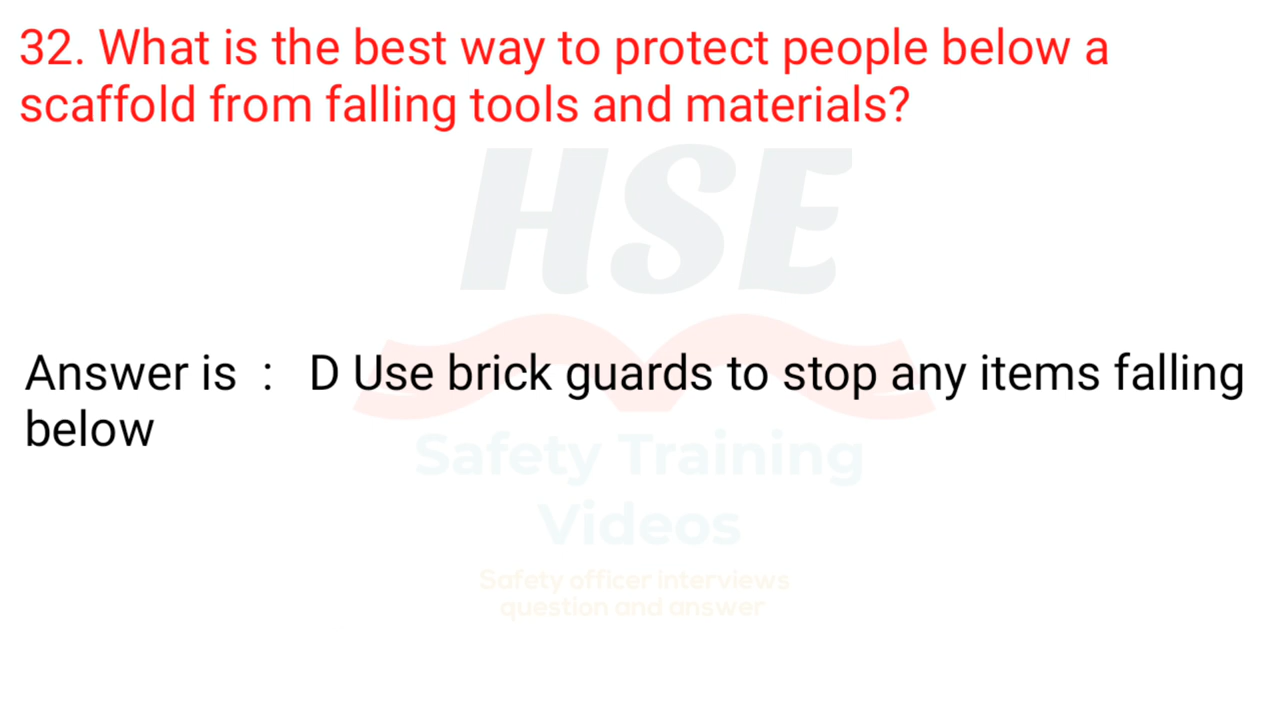 32. What is the best way to protect people below a
scaffold from falling tools and materials?
HSE
Answer is : D Use brick guards to stop any items falling
below
Safety Training
Videos
Safety officer interviews
question and answer